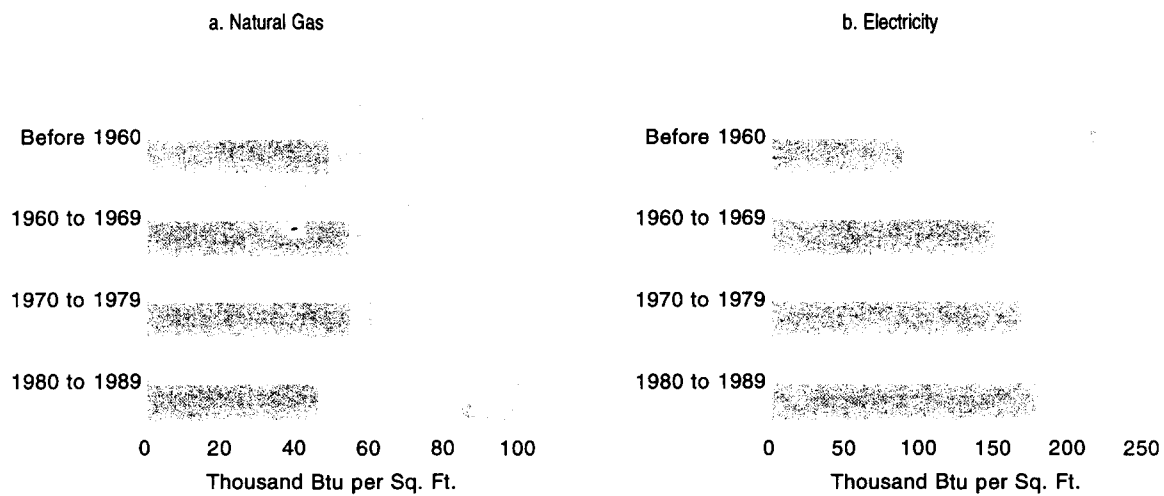 a. Natural Gas
Before 1960
1960 to 1969
1970 to 1979
1980 to 1989
0 20 40 60 80 100
Thousand Btu per Sq. Ft.
b. Electricity
Before 1960
1960 to 1969
1970 to 1979
1980 to 1989
0 50 100 150 200 250
Thousand Btu per Sq. Ft.